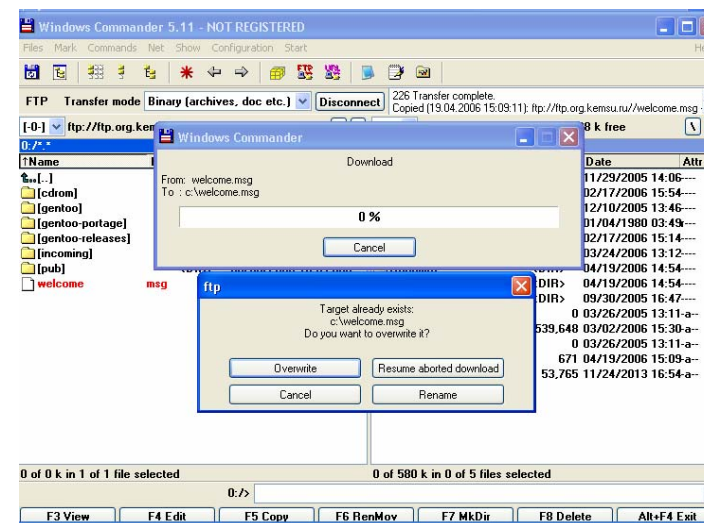 Windows Commander 5.11 - NOT REGISTERED
Files Mark Commands Net Show Configuration Start
FTP Transfer mode Binary (archives, doc etc.) Disconnect
226 Transfer complete.
Copied (19.04.2006 15:09:11): ftp://ftp.org.kemsu.ru//welcome.msg -
[-0-] ftp://ftp.org.ker
k free \
0:/*.*
↑Name
Date Attr
[..]
[cdrom]
[gentoo]
[gentoo-portage]
[gentoo-releases]
[incoming]
[pub]
welcome msg
Windows Commander
Download
From: welcome.msg
To : c:\welcome.msg
0 %
Cancel
ftp
Target already exists:
c:\welcome.msg
Do you want to overwrite it?
Overwrite Resume aborted download
Cancel Rename
11/29/2005 14:06----
02/17/2006 15:54----
12/10/2005 13:46----
01/04/1980 03:49r---
02/17/2006 15:14----
03/24/2006 13:12----
04/19/2006 14:54----
DIR> 04/19/2006 14:54----
DIR> 09/30/2005 16:47----
0 03/26/2005 13:11-a--
539,648 03/02/2006 15:30-a--
0 03/26/2005 13:11-a--
671 04/19/2006 15:09-a--
53,765 11/24/2013 16:54-a--
0 of 0 k in 1 of 1 file selected
0 of 580 k in 0 of 5 files selected
0:/>
F3 View F4 Edit F5 Copy F6 RenMov F7 MkDir F8 Delete Alt+F4 Exit